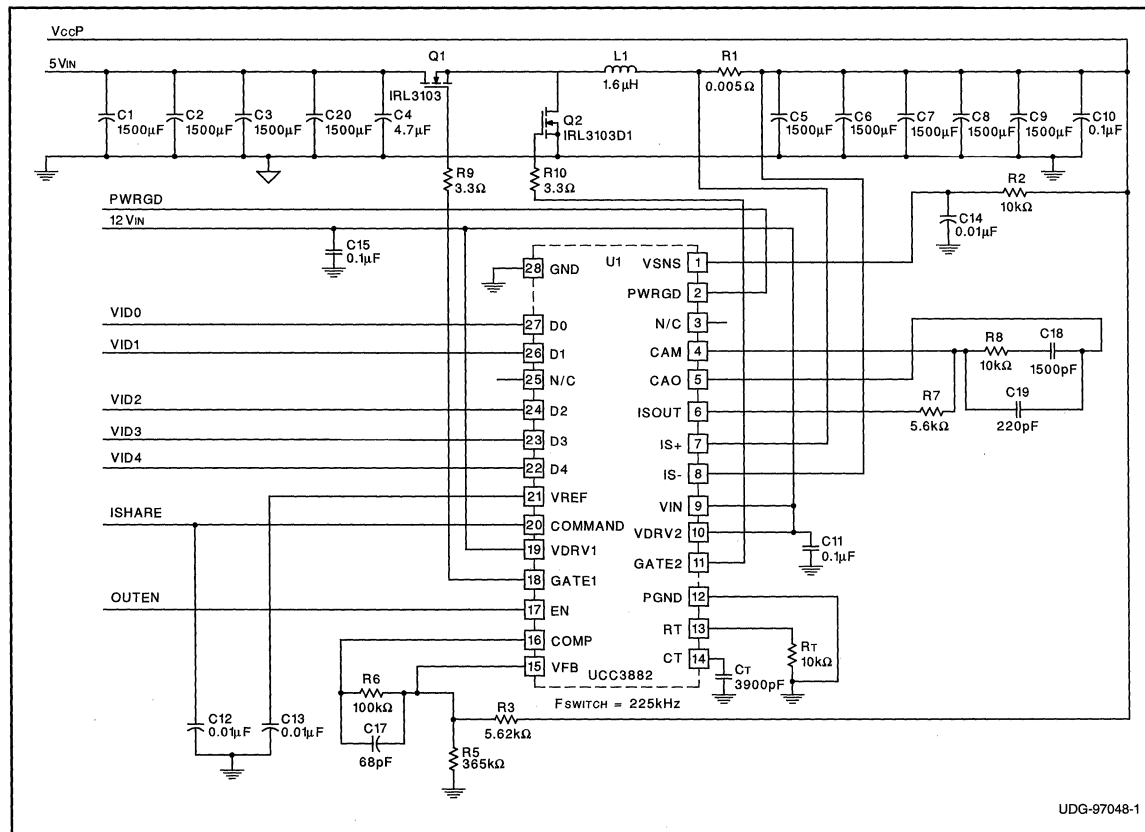 VCCP
5VIN
Q1
IRL3103
L1
1.6µH
R1
0.005Ω
C1
1500µF
C2
1500µF
C3
1500µF
C20
1500µF
C4
4.7µF
Q2
IRL3103D1
C5
1500µF
C6
1500µF
C7
1500µF
C8
1500µF
C9
1500µF
C10
0.1µF
R9
3.3Ω
R10
3.3Ω
R2
10kΩ
PWRGD
12VIN
C14
0.01µF
C15
0.1µF
U1
28 GND
VSNS 1
PWRGD 2
VID0
27 D0
N/C 3
VID1
26 D1
CAM 4
R8
10kΩ
C18
1500pF
25 N/C
CAO 5
C19
220pF
VID2
24 D2
ISOUT 6
R7
5.6kΩ
VID3
23 D3
IS+ 7
VID4
22 D4
IS- 8
21 VREF
VIN 9
ISHARE
20 COMMAND
VDRV2 10
C11
0.1µF
19 VDRV1
GATE2 11
18 GATE1
PGND 12
OUTEN
17 EN
RT 13
RT
10kΩ
16 COMP
CT 14
CT
3900pF
15 VFB
UCC3882
FSWITCH = 225kHz
R6
100kΩ
C17
68pF
R3
5.62kΩ
R5
365kΩ
C12
0.01µF
C13
0.01µF
UDG-97048-1